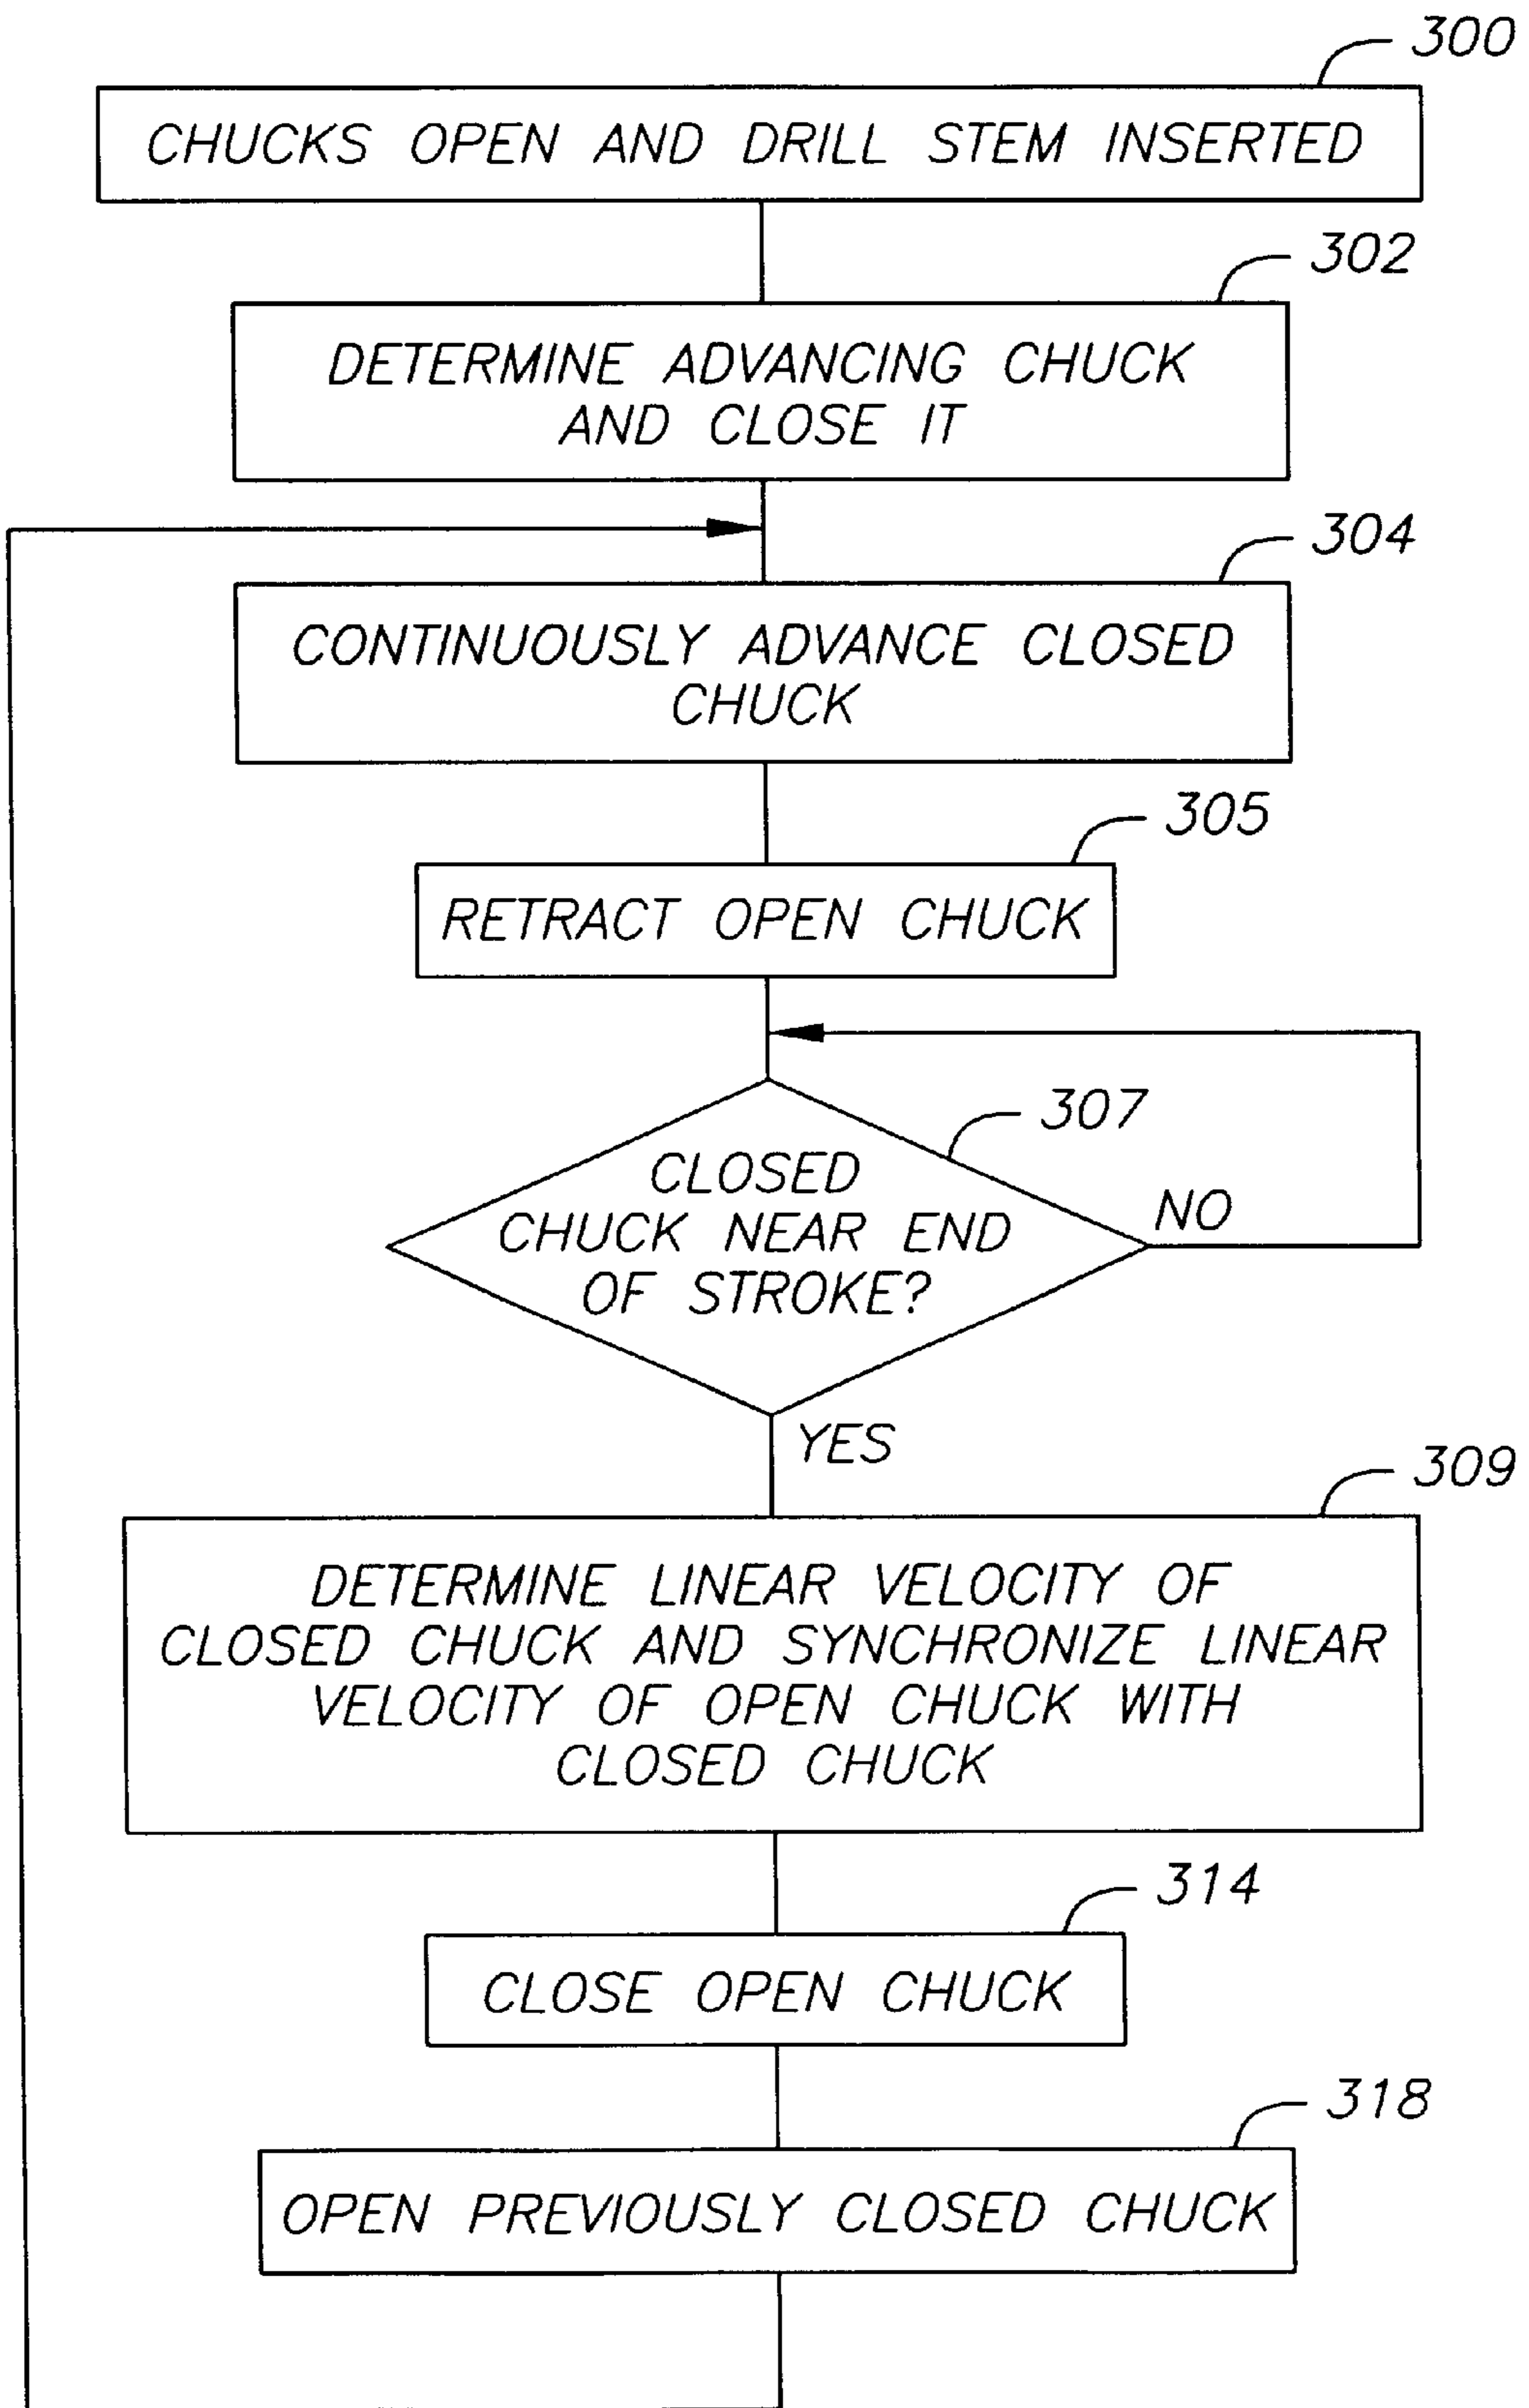 300
CHUCKS OPEN AND DRILL STEM INSERTED
302
DETERMINE ADVANCING CHUCK
AND CLOSE IT
304
CONTINUOUSLY ADVANCE CLOSED
CHUCK
305
RETRACT OPEN CHUCK
307
CLOSED
CHUCK NEAR END
OF STROKE?
NO
YES
309
DETERMINE LINEAR VELOCITY OF
CLOSED CHUCK AND SYNCHRONIZE LINEAR
VELOCITY OF OPEN CHUCK WITH
CLOSED CHUCK
314
CLOSE OPEN CHUCK
318
OPEN PREVIOUSLY CLOSED CHUCK